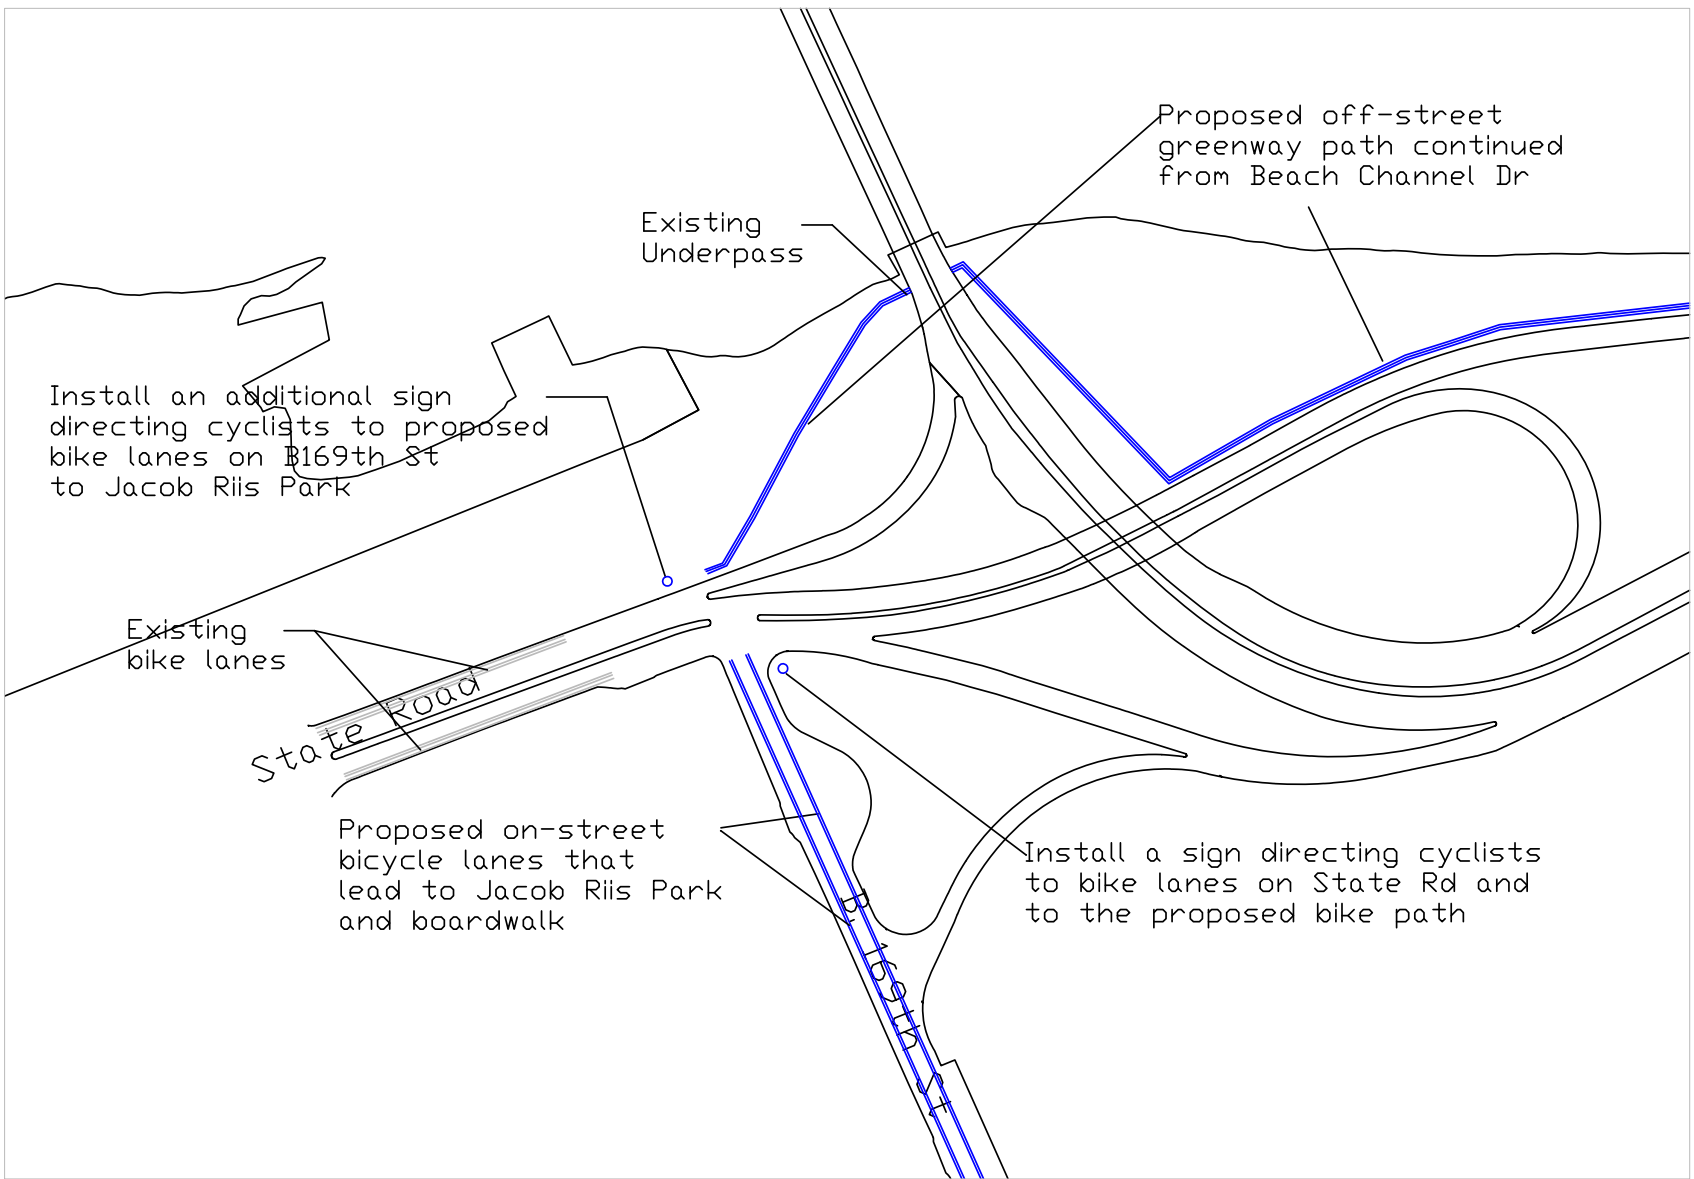 Proposed off-street
greenway path continued
from Beach Channel Dr
Existing
Underpass
Install an additional sign
directing cyclists to proposed
bike lanes on B169th St
to Jacob Riis Park
Existing
bike lanes
State Road
Proposed on-street
bicycle lanes that
lead to Jacob Riis Park
and boardwalk
Install a sign directing cyclists
to bike lanes on State Rd and
to the proposed bike path
B. 169th St